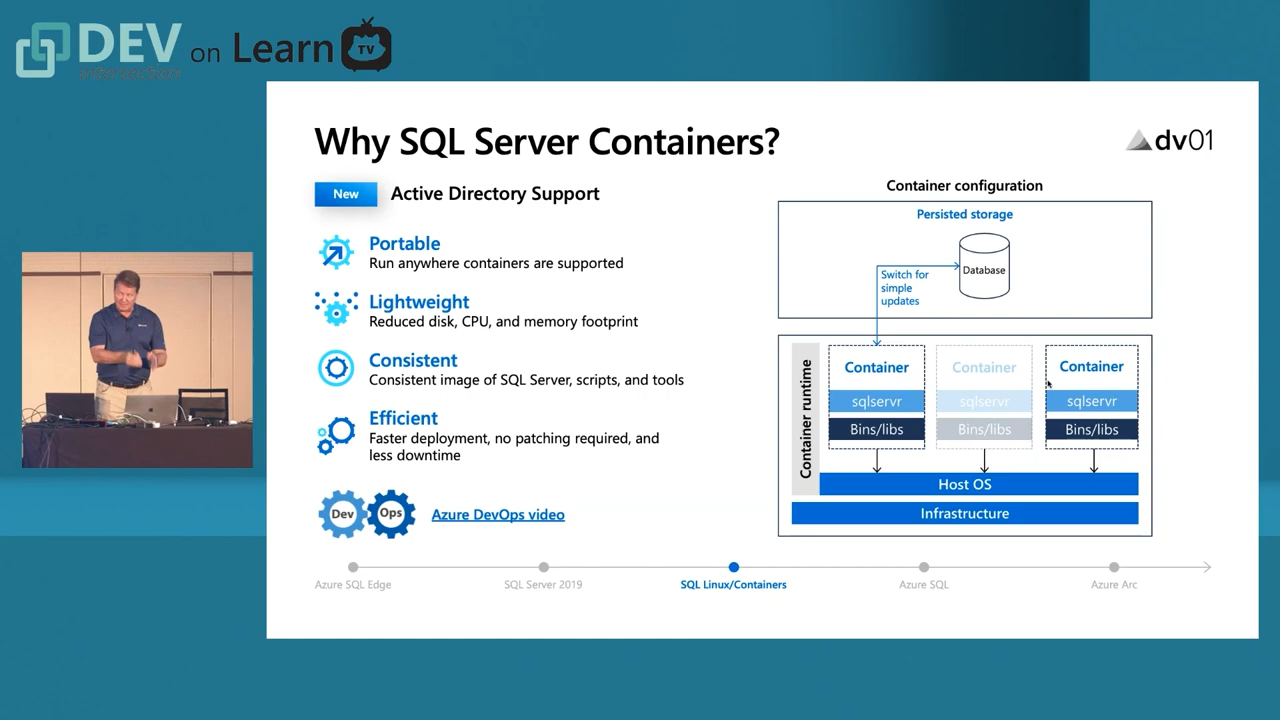 DEV on Learn TV
intersection
Why SQL Server Containers?
dv01
New Active Directory Support
Portable
Run anywhere containers are supported
Lightweight
Reduced disk, CPU, and memory footprint
Consistent
Consistent image of SQL Server, scripts, and tools
Efficient
Faster deployment, no patching required, and
less downtime
Dev Ops Azure DevOps video
Container configuration
Persisted storage
Database
Switch for
simple
updates
Container runtime
Container Container Container
sqlservr sqlservr sqlservr
Bins/libs Bins/libs Bins/libs
Host OS
Infrastructure
Azure SQL Edge SQL Server 2019 SQL Linux/Containers Azure SQL Azure Arc